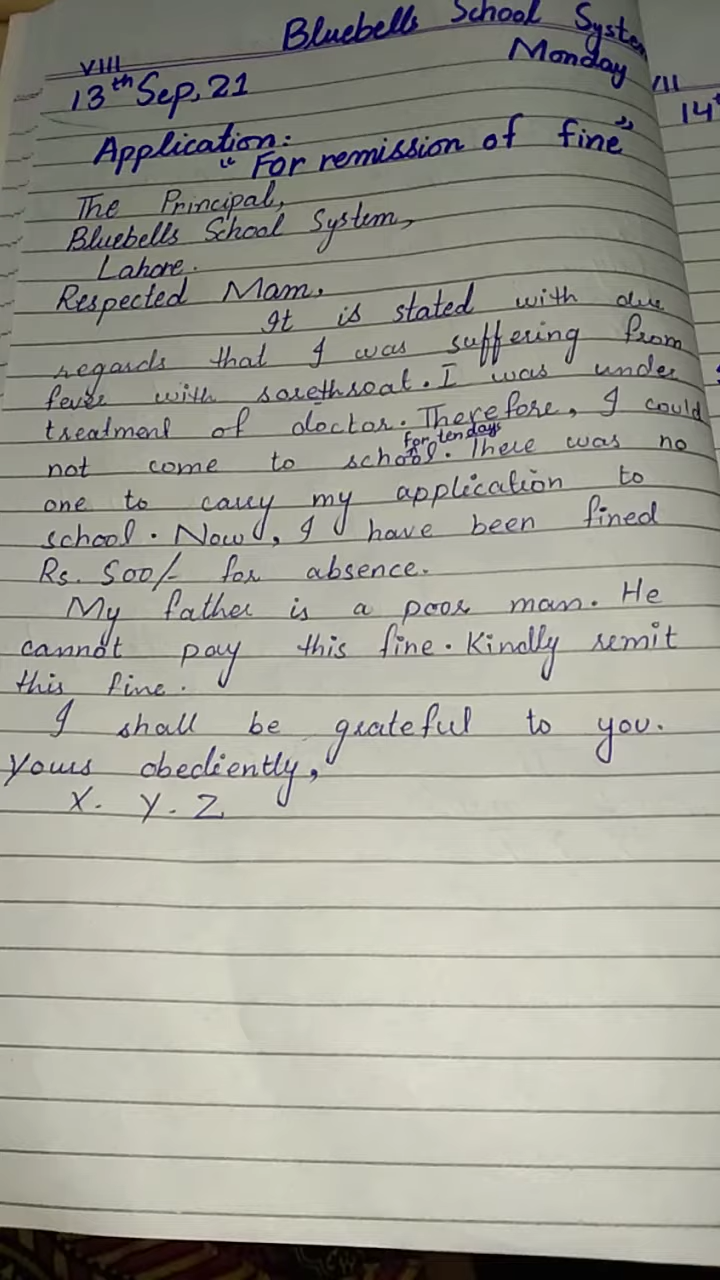 Bluebells School System
VIII
Monday
13th Sep, 21
Application:
"For remission of fine"
The Principal,
Bluebells School System,
Lahore.
Respected Mam,
It is stated with due
regards that I was suffering from
fever with sorethroat. I was under
treatment of doctor. Therefore, I could
not come to school for ten days. There was no
one to carry my application to
school. Now, I have been fined
Rs. 500/- for absence.
My father is a poor man. He
cannot pay this fine. Kindly remit
this fine.
I shall be grateful to you.
Yours obediently,
X. Y. Z